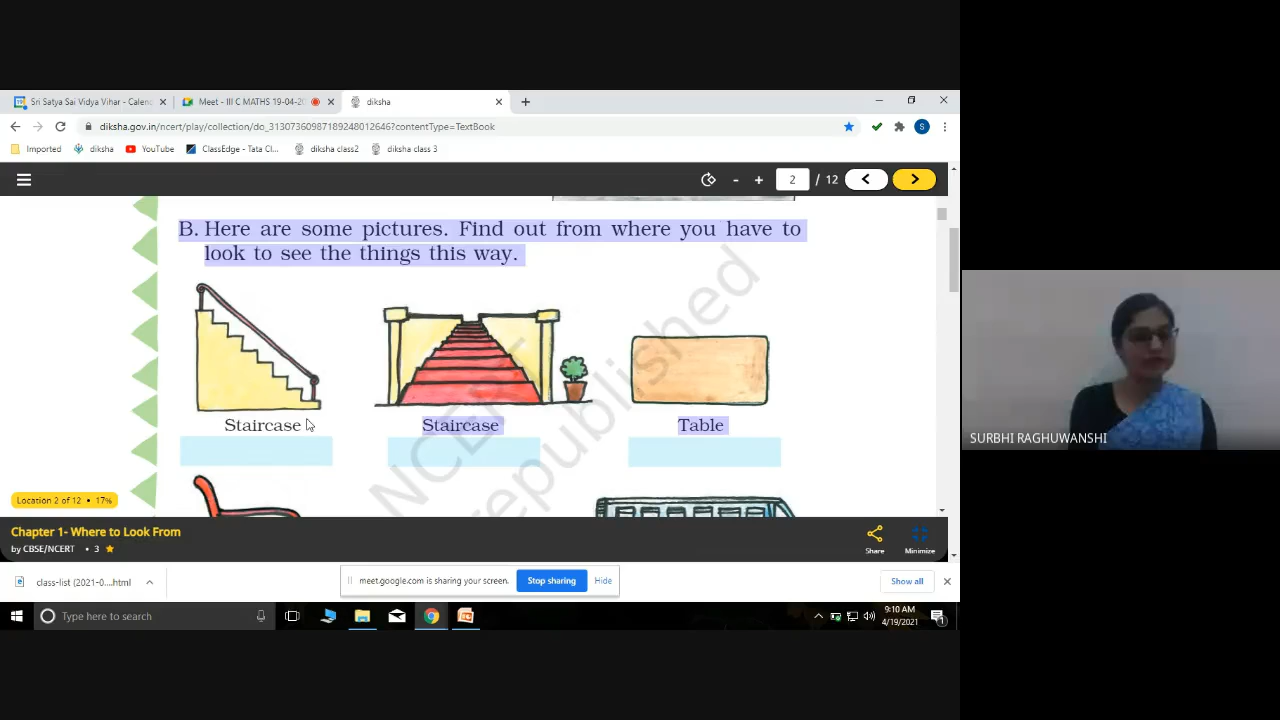 Sri Satya Sai Vidya Vihar - Calend
Meet - III C MATHS 19-04-20
diksha
diksha.gov.in/ncert/play/collection/do_31307360987189248012646?contentType=TextBook
S
Imported
diksha
YouTube
ClassEdge - Tata Cl...
diksha class2
diksha class 3
- + 2 / 12
B. Here are some pictures. Find out from where you have to
look to see the things this way.
Staircase
Staircase
Table
NCERT
republished
Location 2 of 12 • 17%
Chapter 1- Where to Look From
by CBSE/NCERT • 3
Share
Minimize
class-list (2021-0....html
meet.google.com is sharing your screen.
Stop sharing
Hide
Show all
Type here to search
9:10 AM
4/19/2021
1
SURBHI RAGHUWANSHI